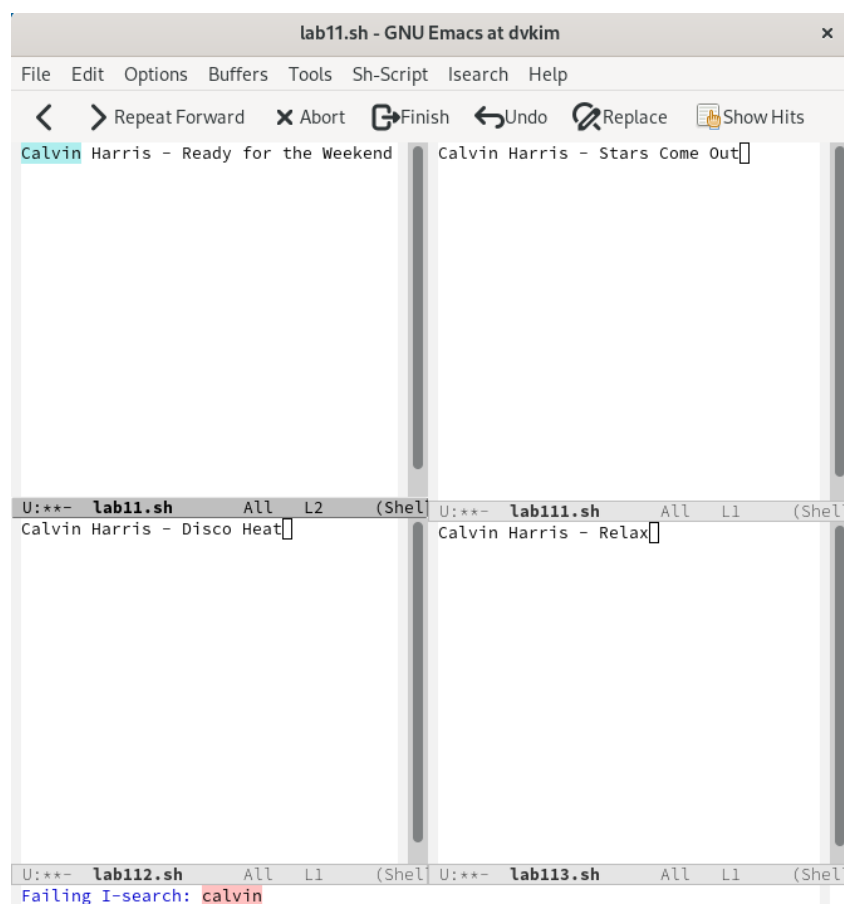 lab11.sh - GNU Emacs at dvkim ×
File Edit Options Buffers Tools Sh-Script Isearch Help
Repeat Forward Abort Finish Undo Replace Show Hits
Calvin Harris - Ready for the Weekend
U:**- lab11.sh All L2 (Shel
Calvin Harris - Stars Come Out
U:**- lab111.sh All L1 (Shel
Calvin Harris - Disco Heat
U:**- lab112.sh All L1 (Shel
Calvin Harris - Relax
U:**- lab113.sh All L1 (Shel
Failing I-search: calvin